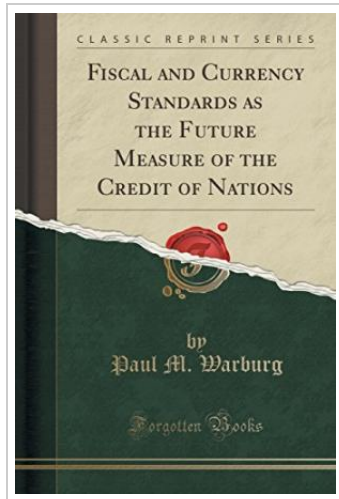 CLASSIC REPRINT SERIES
FISCAL AND CURRENCY
STANDARDS AS
THE FUTURE
MEASURE OF THE
CREDIT OF NATIONS
F
by
Paul M. Warburg
Forgotten Books